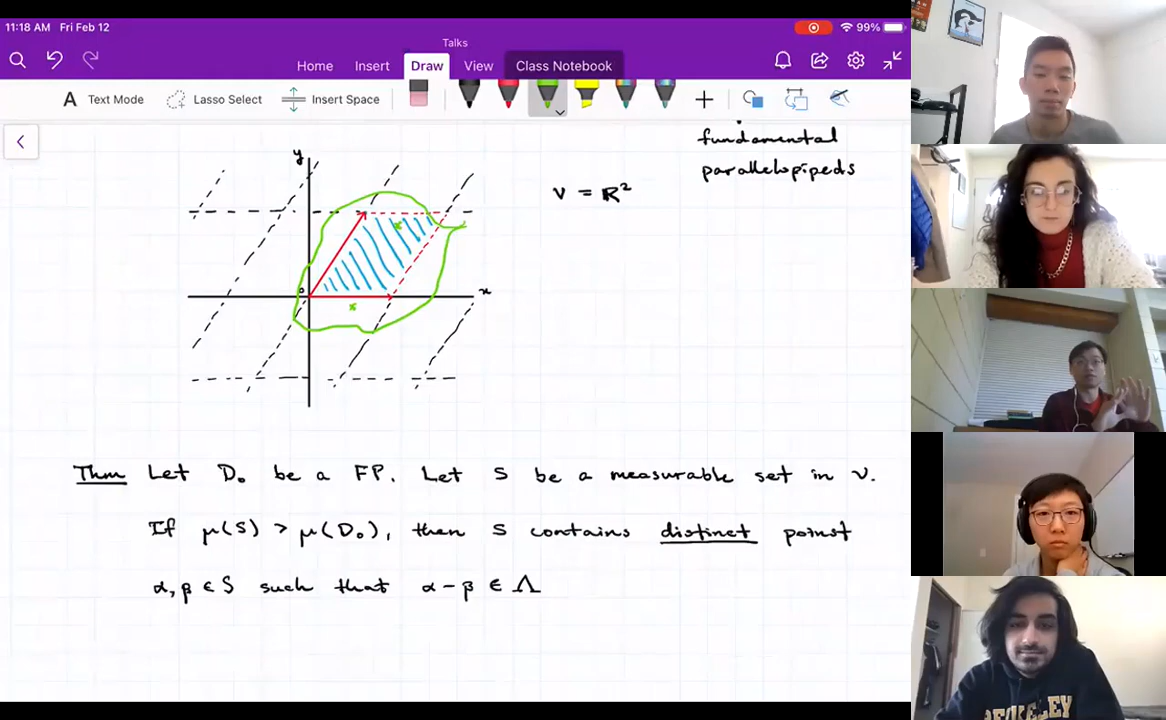 11:18 AM Fri Feb 12
99%
Talks
Home Insert Draw View Class Notebook
Text Mode Lasso Select Insert Space
fundamental
parallelopipeds
y
V = R²
o
x
x
x
Thm Let D₀ be a FP. Let S be a measurable set in V.
If μ(S) > μ(D₀), then S contains distinct poinst
α, β ∈ S such that α - β ∈ Λ
BERKELEY